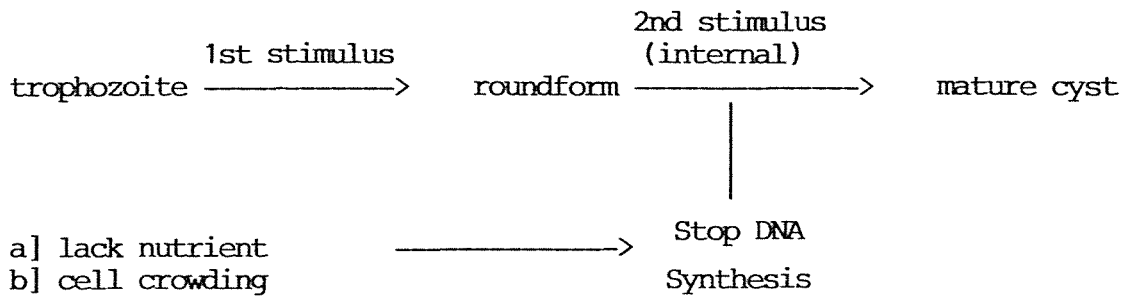 2nd stimulus
1st stimulus (internal)
trophozoite roundform mature cyst
Stop DNA
a] lack nutrient
b] cell crowding Synthesis